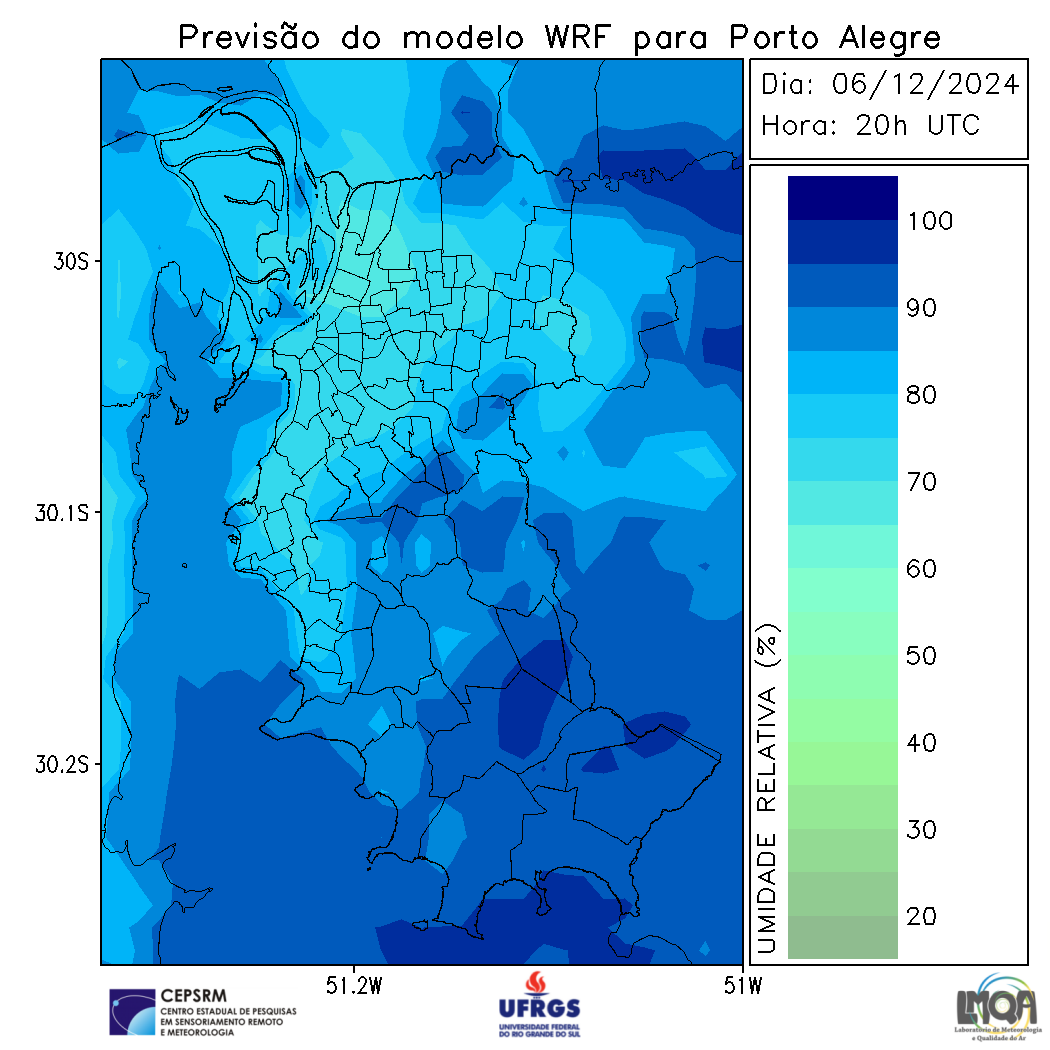 Previsão do modelo WRF para Porto Alegre
Dia: 06/12/2024
Hora: 20h UTC
30S
30.1S
30.2S
51.2W
51W
UMIDADE RELATIVA (%)
100
90
80
70
60
50
40
30
20
CEPSRM
CENTRO ESTADUAL DE PESQUISAS
EM SENSORIAMENTO REMOTO
E METEOROLOGIA
UFRGS
UNIVERSIDADE FEDERAL
DO RIO GRANDE DO SUL
LMQA
Laboratório de Meteorologia
e Qualidade do Ar